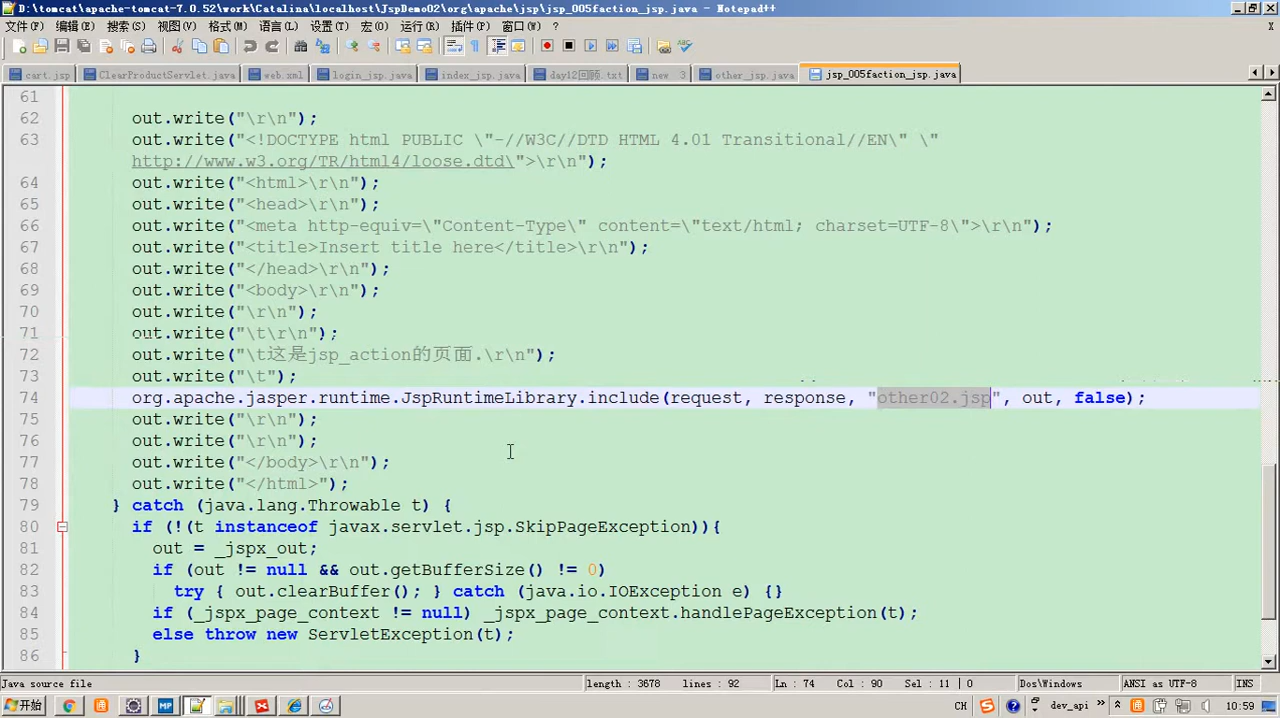 D:\tomcat\apache-tomcat-7.0.52\work\Catalina\localhost\JspDemo02\org\apache\jsp\jsp_005faction_jsp.java - Notepad++
文件(F) 编辑(E) 搜索(S) 视图(V) 格式(M) 语言(L) 设置(T) 宏(O) 运行(R) 插件(P) 窗口(W) ? X
cart.jsp ClearProductServlet.java web.xml login_jsp.java index_jsp.java day12回顾.txt new 3 other_jsp.java jsp_005faction_jsp.java
61
62 out.write("\r\n");
63 out.write("<!DOCTYPE html PUBLIC \"-//W3C//DTD HTML 4.01 Transitional//EN\" \"
http://www.w3.org/TR/html4/loose.dtd\">\r\n");
64 out.write("<html>\r\n");
65 out.write("<head>\r\n");
66 out.write("<meta http-equiv=\"Content-Type\" content=\"text/html; charset=UTF-8\">\r\n");
67 out.write("<title>Insert title here</title>\r\n");
68 out.write("</head>\r\n");
69 out.write("<body>\r\n");
70 out.write("\r\n");
71 out.write("\t\r\n");
72 out.write("\t这是jsp_action的页面.\r\n");
73 out.write("\t");
74 org.apache.jasper.runtime.JspRuntimeLibrary.include(request, response, "other02.jsp", out, false);
75 out.write("\r\n");
76 out.write("\r\n");
77 out.write("</body>\r\n");
78 out.write("</html>");
79 } catch (java.lang.Throwable t) {
80 if (!(t instanceof javax.servlet.jsp.SkipPageException)){
81 out = _jspx_out;
82 if (out != null && out.getBufferSize() != 0)
83 try { out.clearBuffer(); } catch (java.io.IOException e) {}
84 if (_jspx_page_context != null) _jspx_page_context.handlePageException(t);
85 else throw new ServletException(t);
86 }
Java source file length : 3678 lines : 92 Ln : 74 Col : 90 Sel : 11 | 0 Dos\Windows ANSI as UTF-8 INS
开始 MP CH dev_api 10:59